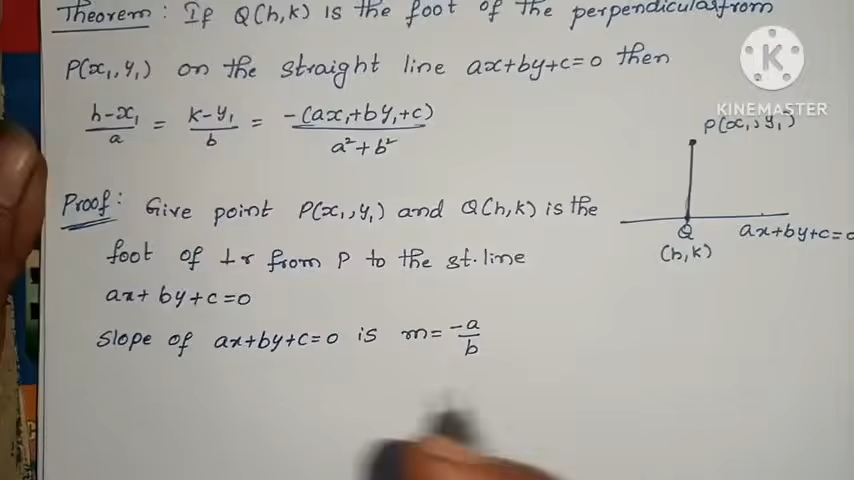 Theorem: If Q(h,k) is the foot of the perpendicular from
P(x₁,y₁) on the straight line ax+by+c=0 then
(h-x₁)/a = (k-y₁)/b = -(ax₁+by₁+c)/(a²+b²)
Proof: Give point P(x₁,y₁) and Q(h,k) is the
foot of ⊥r from P to the st.line
ax+by+c=0
Slope of ax+by+c=0 is m=-a/b
K
KINEMASTER
P(x₁,y₁)
Q
(h,k)
ax+by+c=0